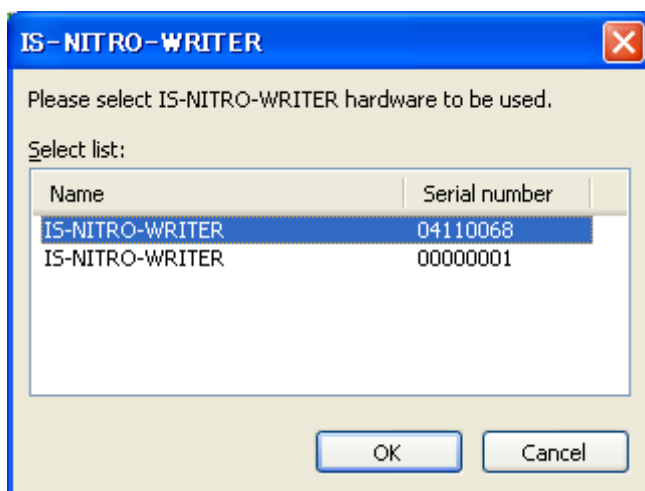 IS-NITRO-WRITER
Please select IS-NITRO-WRITER hardware to be used.
Select list:
Name Serial number
IS-NITRO-WRITER 04110068
IS-NITRO-WRITER 00000001
OK Cancel